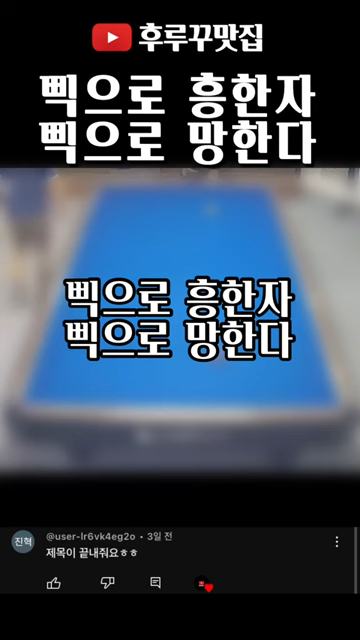 후루꾸맛집
삑으로 흥한자
삑으로 망한다
삑으로 흥한자
삑으로 망한다
진혁
@user-lr6vk4eg2o • 3일 전
제목이 끝내줘요ㅎㅎ